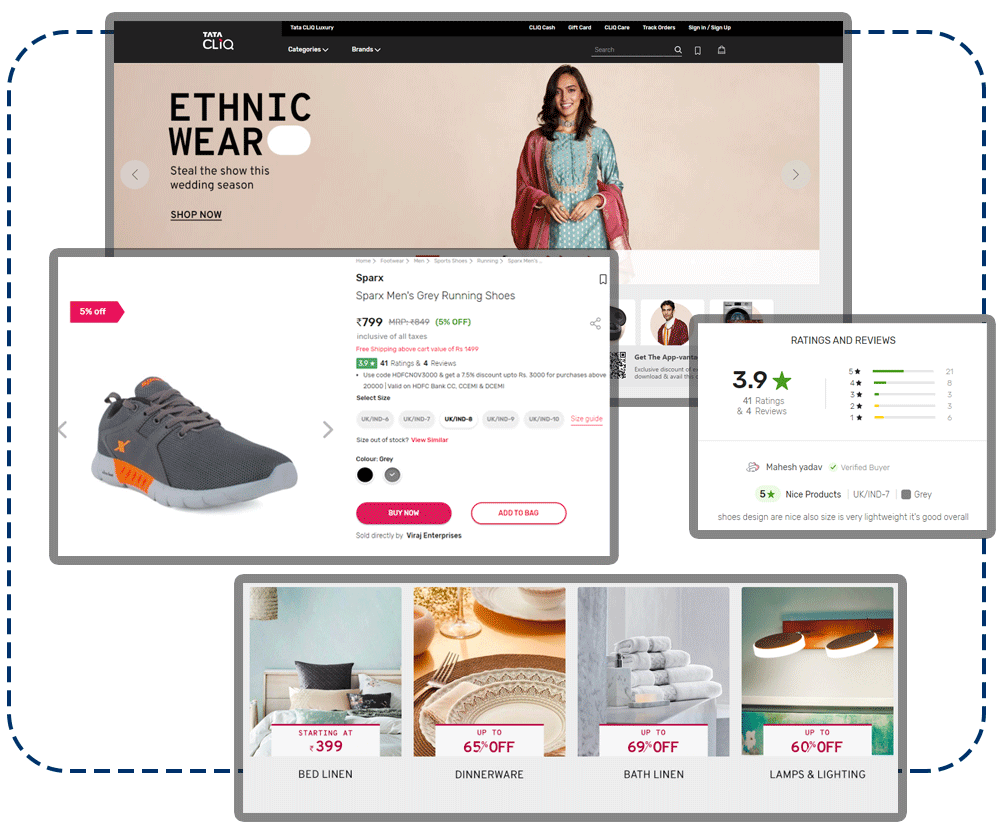 TATA
CLiQ
Tata CLiQ Luxury
CLiQ Cash
Gift Card
CLiQ Care
Track Orders
Sign in / Sign Up
Categories
Brands
Search
ETHNIC
WEAR
Steal the show this
wedding season
SHOP NOW
Home > Footwear > Men > Sports Shoes > Running > Sparx Men's ...
5% off
Sparx
Sparx Men's Grey Running Shoes
₹799 MRP: ₹849 (5% OFF)
inclusive of all taxes
Free Shipping above cart value of Rs 1499
3.9 ★ 41 Ratings & 4 Reviews
• Use code HDFCNOV3000 & get a 7.5% discount upto Rs. 3000 for purchases above
20000 | Valid on HDFC Bank CC, CCEMI & DCEMI
Select Size
UK/IND-6 UK/IND-7 UK/IND-8 UK/IND-9 UK/IND-10 Size guide
Size out of stock? View Similar
Colour: Grey
BUY NOW
ADD TO BAG
Sold directly by Viraj Enterprises
Get The App-vanta
Exclusive discount of
download & avail
RATINGS AND REVIEWS
3.9 ★
41 Ratings
& 4 Reviews
5 ★ 21
4 ★ 8
3 ★ 3
2 ★ 3
1 ★ 6
Mahesh yadav Verified Buyer
5 ★ Nice Products | UK/IND-7 | Grey
shoes design are nice also size is very lightweight it's good overall
STARTING AT
₹399
BED LINEN
UP TO
65% OFF
DINNERWARE
UP TO
69% OFF
BATH LINEN
UP TO
60% OFF
LAMPS & LIGHTING